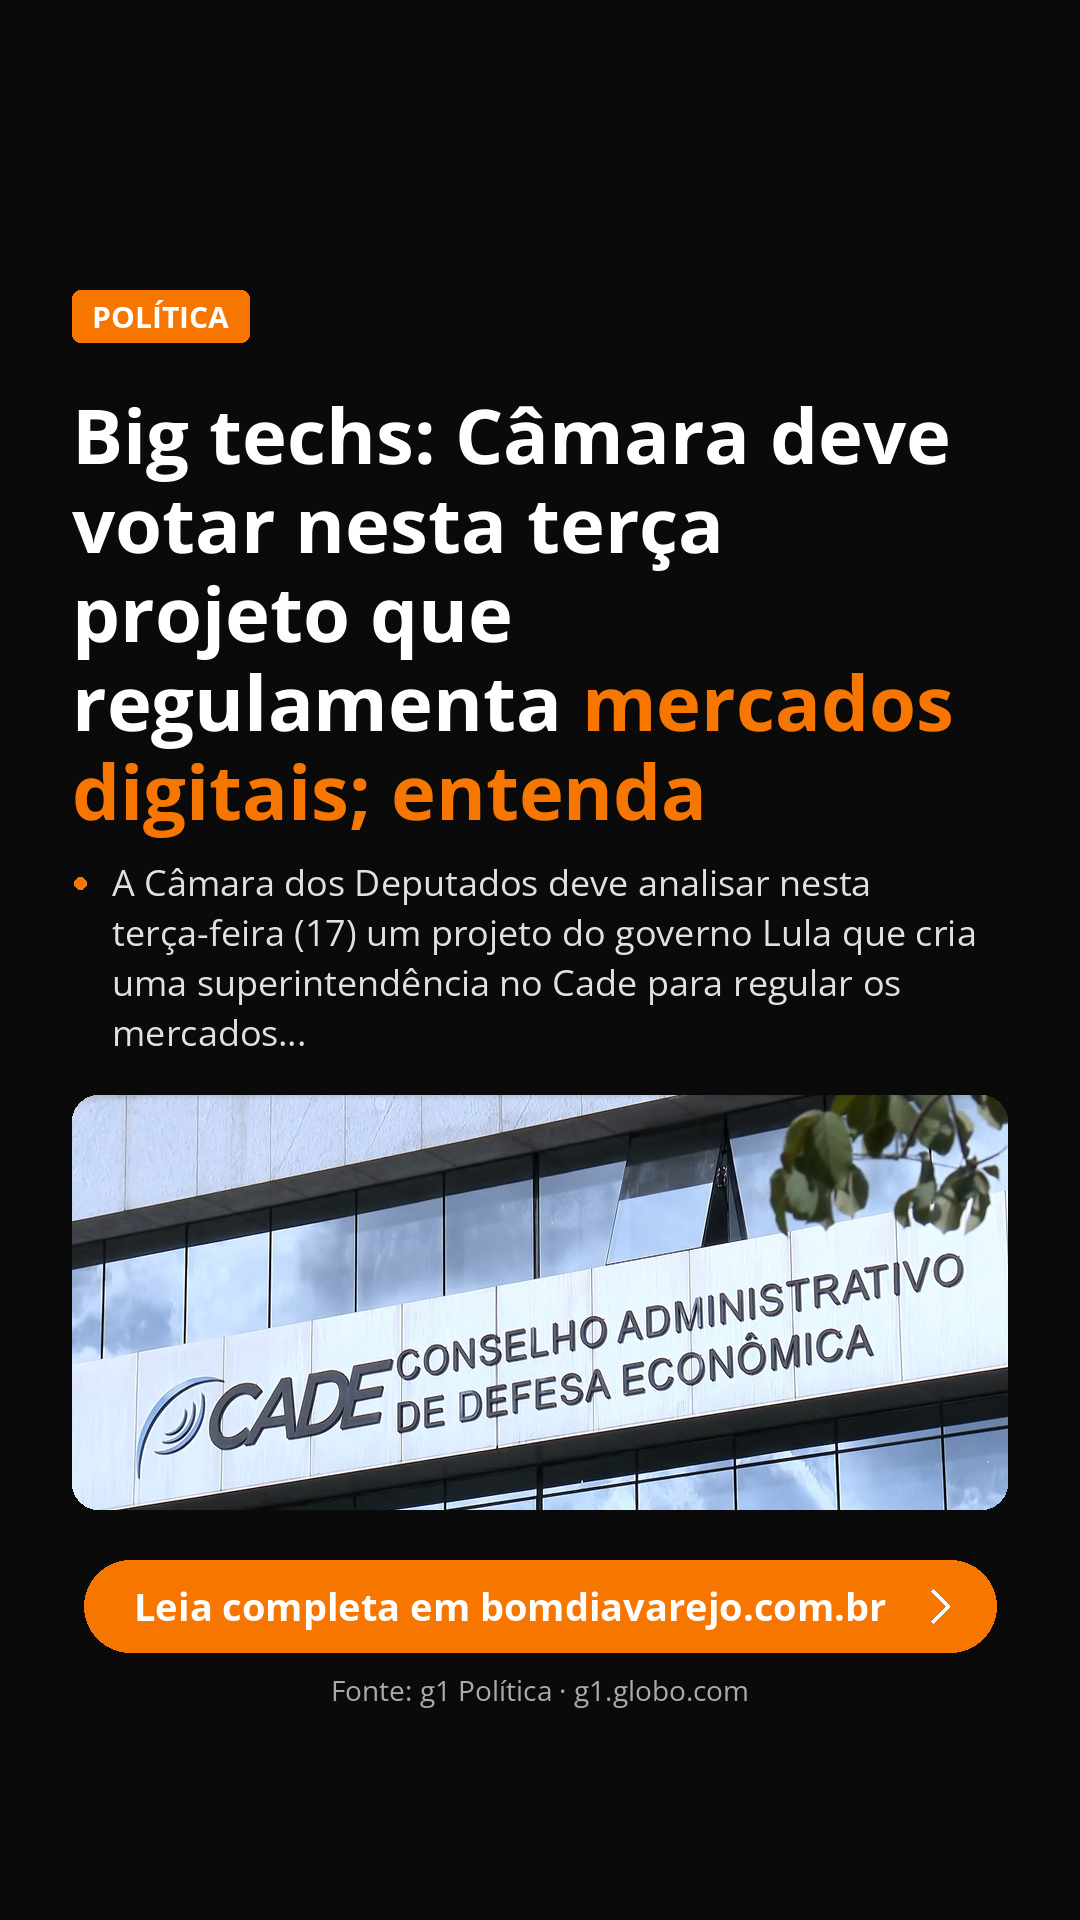 POLÍTICA
Big techs: Câmara deve
votar nesta terça
projeto que
regulamenta mercados
digitais; entenda
A Câmara dos Deputados deve analisar nesta
terça-feira (17) um projeto do governo Lula que cria
uma superintendência no Cade para regular os
mercados...
CADE CONSELHO ADMINISTRATIVO
DE DEFESA ECONÔMICA
Leia completa em bomdiavarejo.com.br
Fonte: g1 Política · g1.globo.com